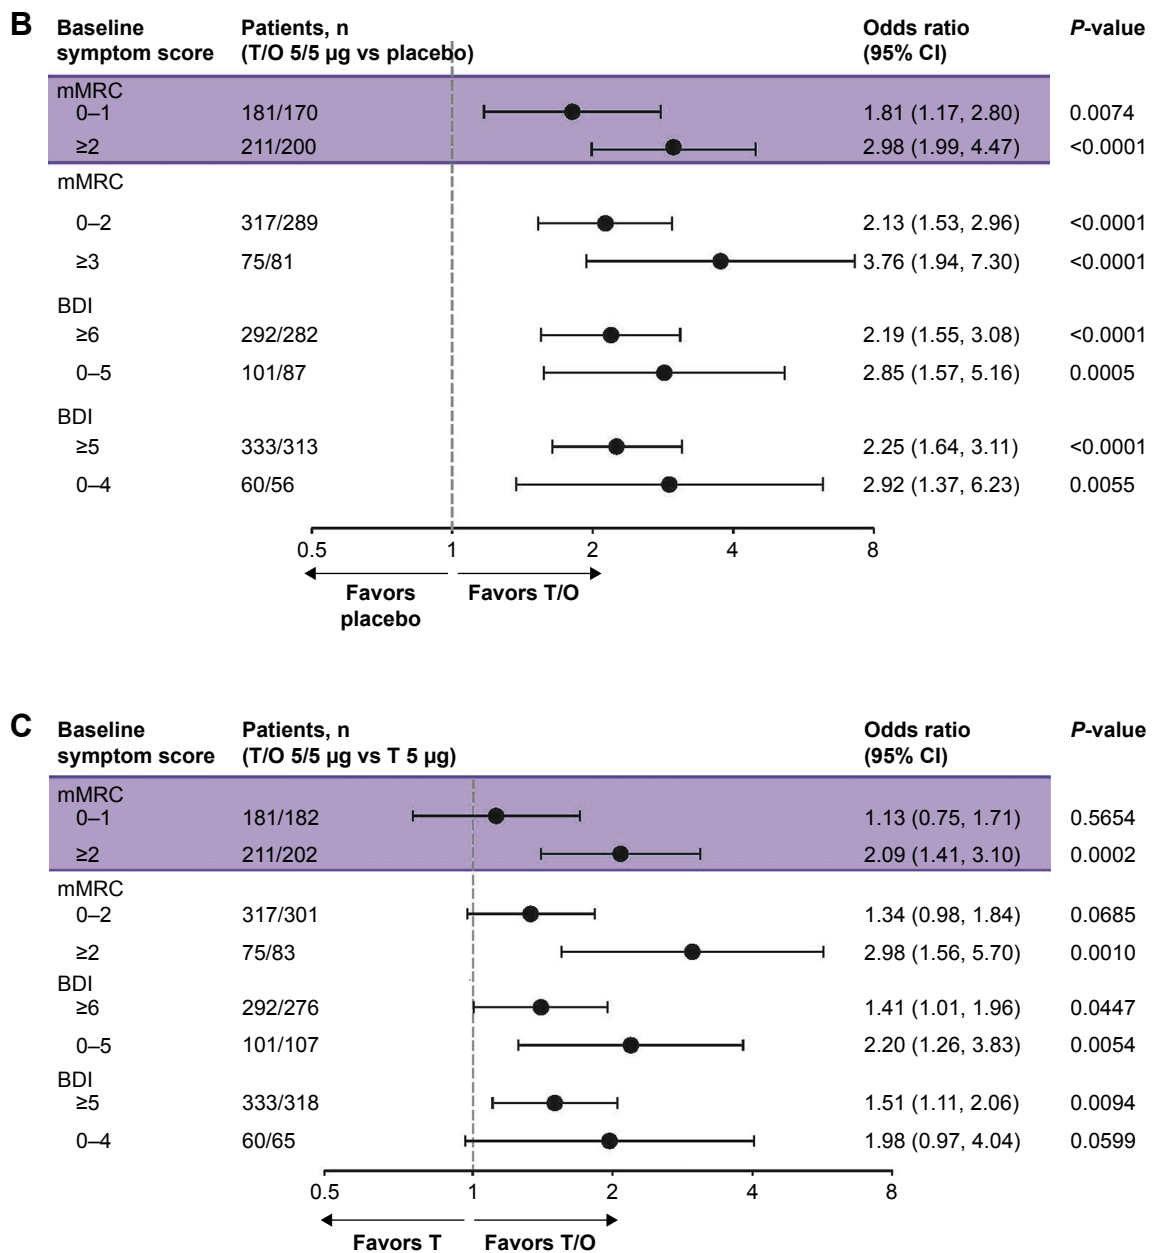 B Baseline symptom score Patients, n (T/O 5/5 µg vs placebo) Odds ratio (95% CI) P-value
mMRC
0–1 181/170 1.81 (1.17, 2.80) 0.0074
≥2 211/200 2.98 (1.99, 4.47) <0.0001
mMRC
0–2 317/289 2.13 (1.53, 2.96) <0.0001
≥3 75/81 3.76 (1.94, 7.30) <0.0001
BDI
≥6 292/282 2.19 (1.55, 3.08) <0.0001
0–5 101/87 2.85 (1.57, 5.16) 0.0005
BDI
≥5 333/313 2.25 (1.64, 3.11) <0.0001
0–4 60/56 2.92 (1.37, 6.23) 0.0055
0.5 1 2 4 8
Favors placebo Favors T/O
C Baseline symptom score Patients, n (T/O 5/5 µg vs T 5 µg) Odds ratio (95% CI) P-value
mMRC
0–1 181/182 1.13 (0.75, 1.71) 0.5654
≥2 211/202 2.09 (1.41, 3.10) 0.0002
mMRC
0–2 317/301 1.34 (0.98, 1.84) 0.0685
≥2 75/83 2.98 (1.56, 5.70) 0.0010
BDI
≥6 292/276 1.41 (1.01, 1.96) 0.0447
0–5 101/107 2.20 (1.26, 3.83) 0.0054
BDI
≥5 333/318 1.51 (1.11, 2.06) 0.0094
0–4 60/65 1.98 (0.97, 4.04) 0.0599
0.5 1 2 4 8
Favors T Favors T/O